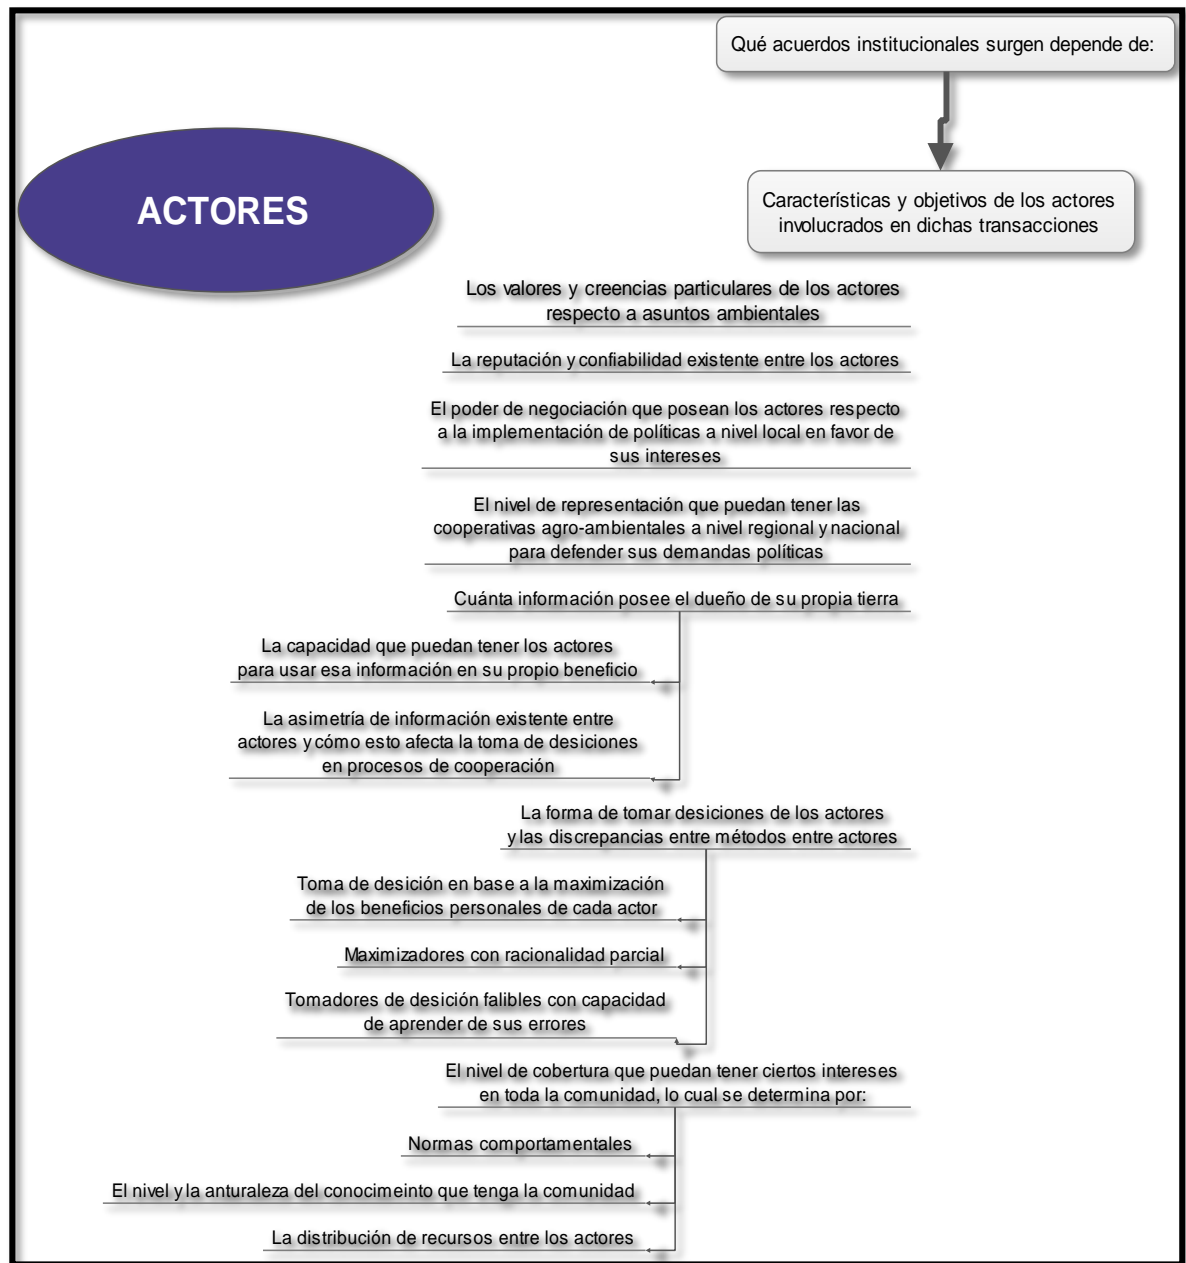 Qué acuerdos institucionales surgen depende de:
ACTORES
Características y objetivos de los actores
involucrados en dichas transacciones
Los valores y creencias particulares de los actores
respecto a asuntos ambientales
La reputación y confiabilidad existente entre los actores
El poder de negociación que posean los actores respecto
a la implementación de políticas a nivel local en favor de
sus intereses
El nivel de representación que puedan tener las
cooperativas agro-ambientales a nivel regional y nacional
para defender sus demandas políticas
Cuánta información posee el dueño de su propia tierra
La capacidad que puedan tener los actores
para usar esa información en su propio beneficio
La asimetría de información existente entre
actores y cómo esto afecta la toma de desiciones
en procesos de cooperación
La forma de tomar desiciones de los actores
y las discrepancias entre métodos entre actores
Toma de desición en base a la maximización
de los beneficios personales de cada actor
Maximizadores con racionalidad parcial
Tomadores de desición falibles con capacidad
de aprender de sus errores
El nivel de cobertura que puedan tener ciertos intereses
en toda la comunidad, lo cual se determina por:
Normas comportamentales
El nivel y la anturaleza del conocimeinto que tenga la comunidad
La distribución de recursos entre los actores